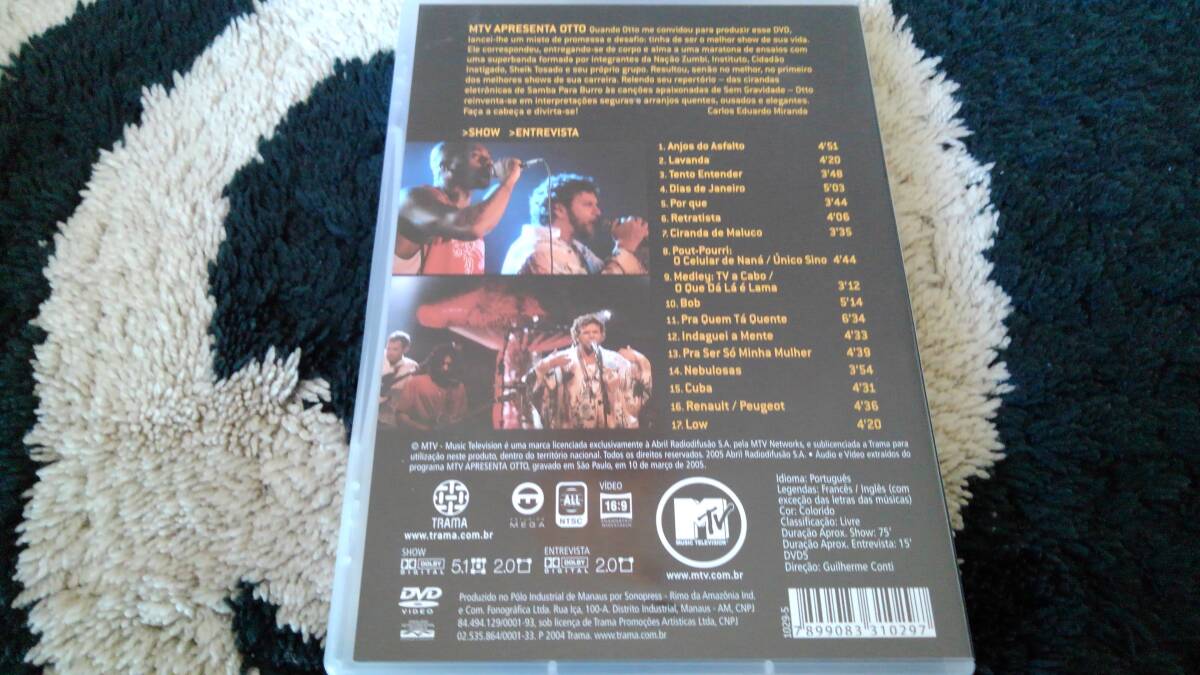 MTV APRESENTA OTTO Quando Otto me convidou para produzir esse DVD,
lancei-lhe um misto de promessa e desafio: tinha de ser o melhor show de sua vida.
Ele correspondeu, entregando-se de corpo e alma a uma maratona de ensaios com
uma superbanda formada por integrantes da Nação Zumbi, Instituto, Cidadão
Instigado, Sheik Tosado e seu próprio grupo. Resultou, senão no melhor, no primeiro
dos melhores shows de sua carreira. Relendo seu repertório – das cirandas
eletrônicas de Samba Para Burro às canções apaixonadas de Sem Gravidade – Otto
reinventa-se em interpretações seguras e arranjos quentes, ousados e elegantes.
Faça a cabeça e divirta-se! Carlos Eduardo Miranda
>SHOW >ENTREVISTA
1. Anjos do Asfalto 4'51
2. Lavanda 4'20
3. Tento Entender 3'48
4. Dias de Janeiro 5'03
5. Por que 3'44
6. Retratista 4'06
7. Ciranda de Maluco 3'35
8. Pout-Pourri:
O Celular de Naná / Único Sino 4'44
9. Medley: TV a Cabo /
O Que Dá Lá é Lama 3'12
10. Bob 5'14
11. Pra Quem Tá Quente 6'34
12. Indaguei a Mente 4'33
13. Pra Ser Só Minha Mulher 4'39
14. Nebulosas 3'54
15. Cuba 4'31
16. Renault / Peugeot 4'36
17. Low 4'20
© MTV - Music Television é uma marca licenciada exclusivamente à Abril Radiodifusão S.A. pela MTV Networks, e sublicenciada a Trama para
utilização neste produto, dentro do território nacional. Todos os direitos reservados. 2005 Abril Radiodifusão S.A. • Áudio e Vídeo extraídos do
programa MTV APRESENTA OTTO, gravado em São Paulo, em 10 de março de 2005.
TRAMA
www.trama.com.br
MEGA
ALL
NTSC
VÍDEO
16:9
MTV
MUSIC TELEVISION
www.mtv.com.br
Idioma: Português
Legendas: Francês / Inglês (com
exceção das letras das músicas)
Cor: Colorido
Classificação: Livre
Duração Aprox. Show: 75'
Duração Aprox. Entrevista: 15'
DVD5
Direção: Guilherme Conti
SHOW
DOLBY
DIGITAL 5.1 2.0
ENTREVISTA
DOLBY
DIGITAL 2.0
DVD
VIDEO
Produzido no Pólo Industrial de Manaus por Sonopress - Rimo da Amazônia Ind.
e Com. Fonográfica Ltda. Rua Iça, 100-A. Distrito Industrial, Manaus - AM, CNPJ
84.494.129/0001-93, sob licença de Trama Promoções Artísticas Ltda, CNPJ
02.535.864/0001-33. P 2004 Trama. www.trama.com.br
1029-5
7 899083 310297